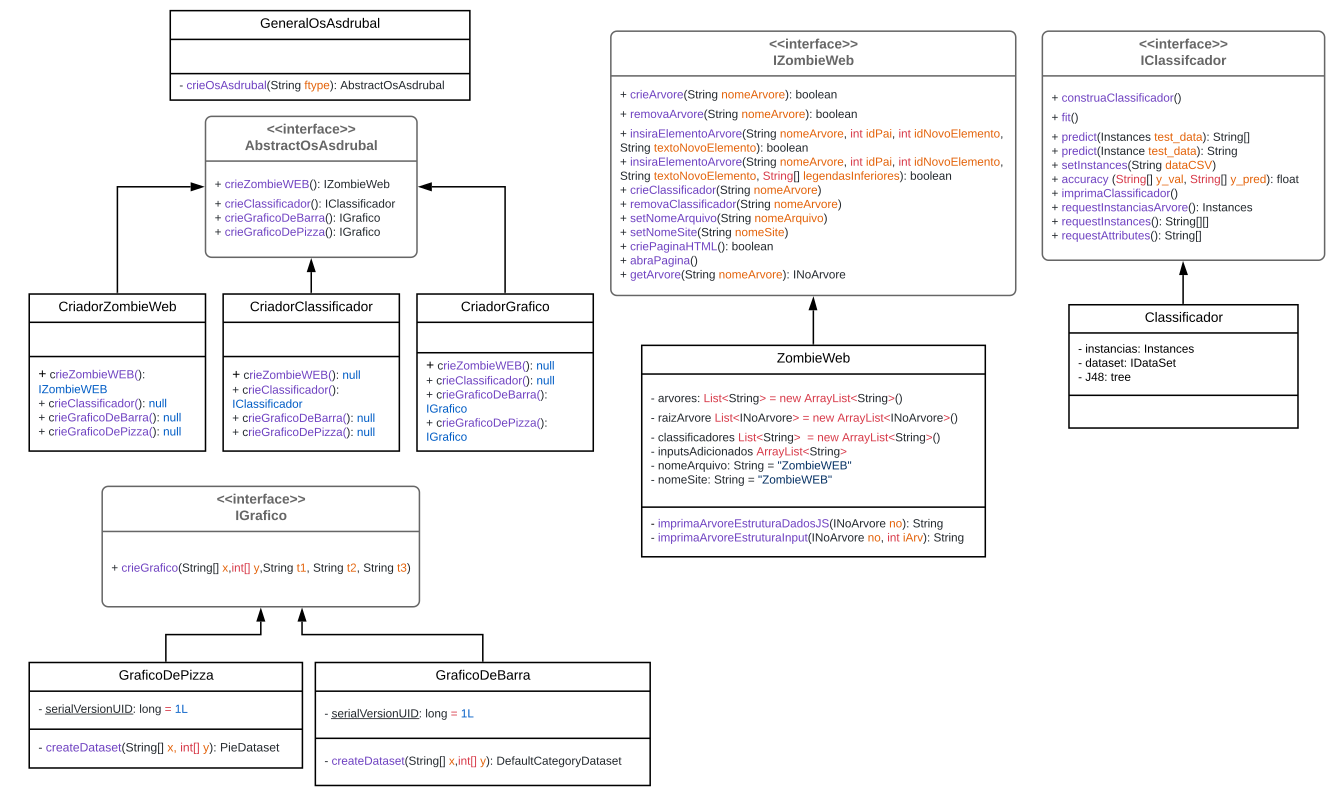 GeneralOsAsdrubal
- crieOsAsdrubal(String ftype): AbstractOsAsdrubal
<<interface>>
AbstractOsAsdrubal
+ crieZombieWEB(): IZombieWeb
+ crieClassificador(): IClassificador
+ crieGraficoDeBarra(): IGrafico
+ crieGraficoDePizza(): IGrafico
CriadorZombieWeb
+ crieZombieWEB():
IZombieWEB
+ crieClassificador(): null
+ crieGraficoDeBarra(): null
+ crieGraficoDePizza(): null
CriadorClassificador
+ crieZombieWEB(): null
+ crieClassificador():
IClassificador
+ crieGraficoDeBarra(): null
+ crieGraficoDePizza(): null
CriadorGrafico
+ crieZombieWEB(): null
+ crieClassificador(): null
+ crieGraficoDeBarra():
IGrafico
+ crieGraficoDePizza():
IGrafico
<<interface>>
IGrafico
+ crieGrafico(String[] x,int[] y,String t1, String t2, String t3)
GraficoDePizza
- serialVersionUID: long = 1L
- createDataset(String[] x, int[] y): PieDataset
GraficoDeBarra
- serialVersionUID: long = 1L
- createDataset(String[] x,int[] y): DefaultCategoryDataset
<<interface>>
IZombieWeb
+ crieArvore(String nomeArvore): boolean
+ removaArvore(String nomeArvore): boolean
+ insiraElementoArvore(String nomeArvore, int idPai, int idNovoElemento,
String textoNovoElemento): boolean
+ insiraElementoArvore(String nomeArvore, int idPai, int idNovoElemento,
String textoNovoElemento, String[] legendasInferiores): boolean
+ crieClassificador(String nomeArvore)
+ removaClassificador(String nomeArvore)
+ setNomeArquivo(String nomeArquivo)
+ setNomeSite(String nomeSite)
+ criePaginaHTML(): boolean
+ abraPagina()
+ getArvore(String nomeArvore): INoArvore
ZombieWeb
- arvores: List<String> = new ArrayList<String>()
- raizArvore List<INoArvore> = new ArrayList<INoArvore>()
- classificadores List<String>  = new ArrayList<String>()
- inputsAdicionados ArrayList<String>
- nomeArquivo: String = "ZombieWEB"
- nomeSite: String = "ZombieWEB"
- imprimaArvoreEstruturaDadosJS(INoArvore no): String
- imprimaArvoreEstruturaInput(INoArvore no, int iArv): String
<<interface>>
IClassifcador
+ construaClassificador()
+ fit()
+ predict(Instances test_data): String[]
+ predict(Instance test_data): String
+ setInstances(String dataCSV)
+ accuracy (String[] y_val, String[] y_pred): float
+ imprimaClassificador()
+ requestInstanciasArvore(): Instances
+ requestInstances(): String[][]
+ requestAttributes(): String[]
Classificador
- instancias: Instances
- dataset: IDataSet
- J48: tree